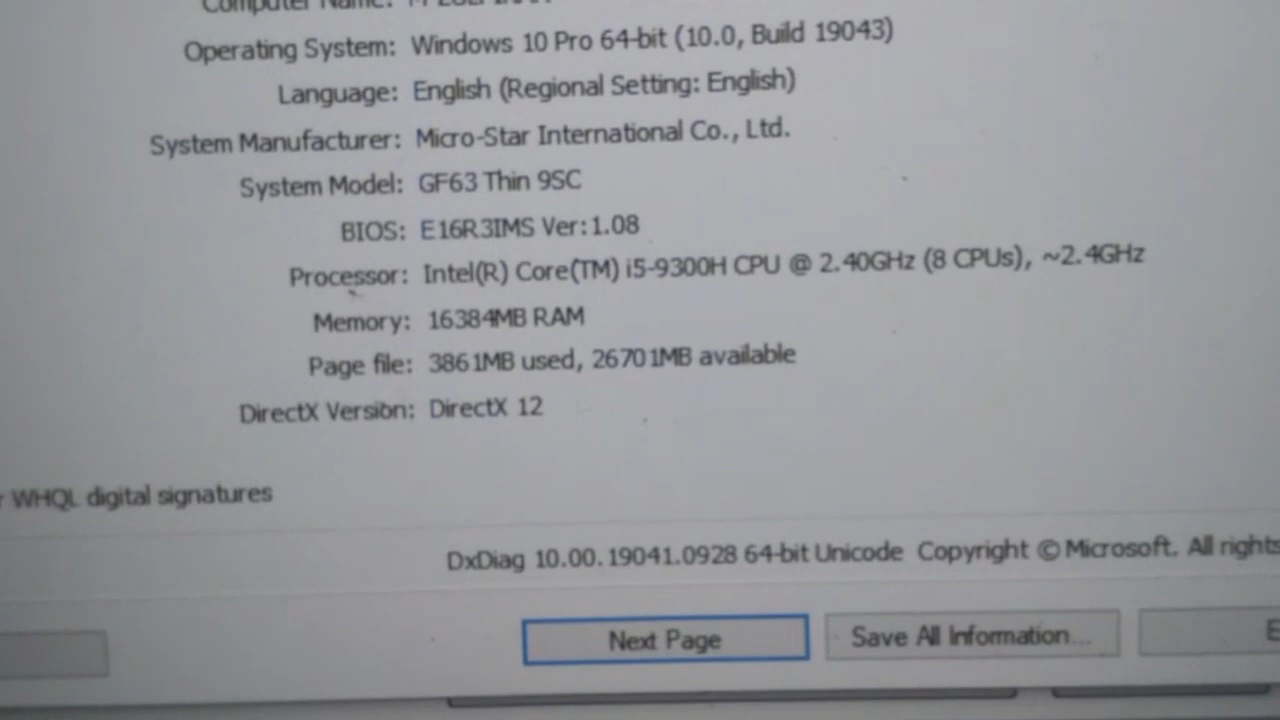 Computer Name:
Operating System: Windows 10 Pro 64-bit (10.0, Build 19043)
Language: English (Regional Setting: English)
System Manufacturer: Micro-Star International Co., Ltd.
System Model: GF63 Thin 9SC
BIOS: E16R3IMS Ver:1.08
Processor: Intel(R) Core(TM) i5-9300H CPU @ 2.40GHz (8 CPUs), ~2.4GHz
Memory: 16384MB RAM
Page file: 3861MB used, 26701MB available
DirectX Version: DirectX 12
WHQL digital signatures
DxDiag 10.00.19041.0928 64-bit Unicode Copyright © Microsoft. All rights
Next Page
Save All Information...